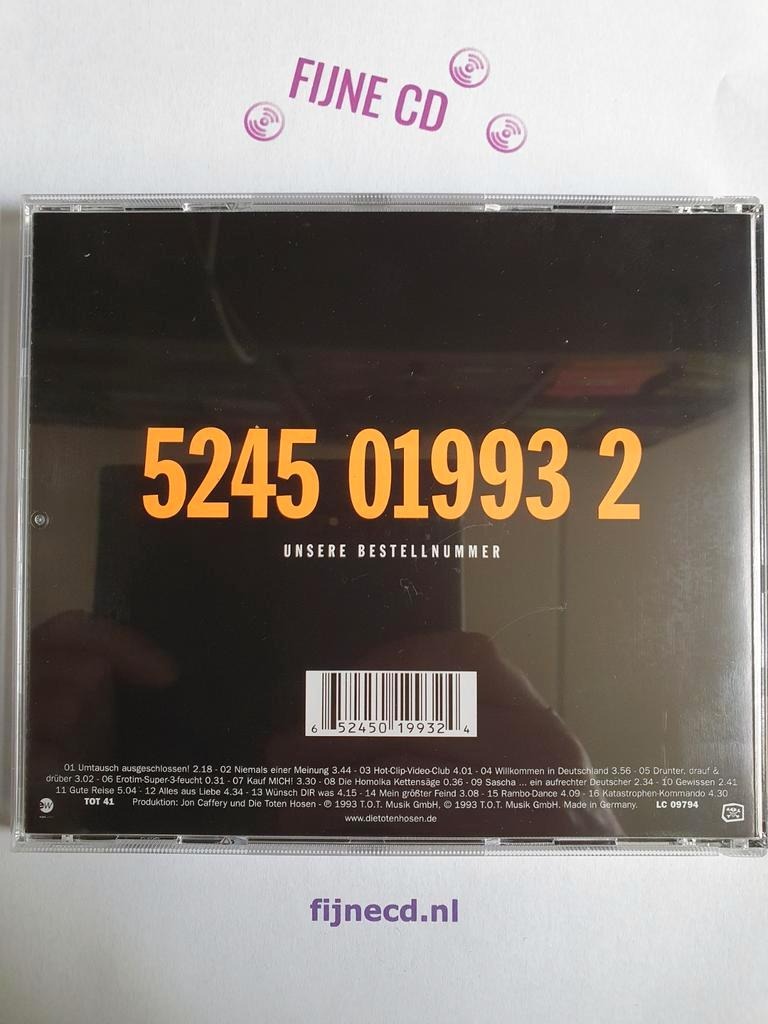 FIJNE CD
5245 01993 2
UNSERE BESTELLNUMMER
6 52450 19932 4
01 Umtausch ausgeschlossen! 2.18 - 02 Niemals einer Meinung 3.44 - 03 Hot-Clip-Video-Club 4.01 - 04 Willkommen in Deutschland 3.56 - 05 Drunter, drauf &
drüber 3.02 - 06 Erotim-Super-3-feucht 0.31 - 07 Kauf MICH! 3.30 - 08 Die Homolka Kettensäge 0.36 - 09 Sascha ... ein aufrechter Deutscher 2.34 - 10 Gewissen 2.41
11 Gute Reise 5.04 - 12 Alles aus Liebe 4.34 - 13 Wünsch DIR was 4.15 - 14 Mein größter Feind 3.08 - 15 Rambo-Dance 4.09 - 16 Katastrophen-Kommando 4.30
ew TOT 41 Produktion: Jon Caffery und Die Toten Hosen - ℗ 1993 T.O.T. Musik GmbH, © 1993 T.O.T. Musik GmbH. Made in Germany. LC 09794
www.dietotenhosen.de
fijnecd.nl